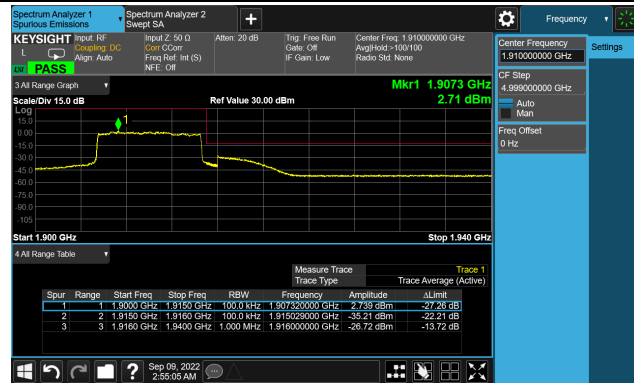 Spectrum Analyzer 1
Spurious Emissions
Spectrum Analyzer 2
Swept SA
Frequency
KEYSIGHT
L
PASS
Input: RF
Coupling: DC
Align: Auto
Input Z: 50 Ω
Corr CCorr
Freq Ref: Int (S)
NFE: Off
Atten: 20 dB
Trig: Free Run
Gate: Off
IF Gain: Low
Center Freq: 1.910000000 GHz
Avg|Hold:>100/100
Radio Std: None
Center Frequency
1.910000000 GHz
Settings
CF Step
4.999000000 GHz
Auto
Man
Freq Offset
0 Hz
3 All Range Graph
Mkr1 1.9073 GHz
Scale/Div 15.0 dB
Ref Value 30.00 dBm
2.71 dBm
Log
15.0
0.00
-15.0
-30.0
-45.0
-60.0
-75.0
-90.0
-105
1
Start 1.900 GHz
Stop 1.940 GHz
4 All Range Table
Measure Trace Trace 1
Trace Type Trace Average (Active)
Spur Range Start Freq Stop Freq RBW Frequency Amplitude ΔLimit
1 1 1.9000 GHz 1.9150 GHz 100.0 kHz 1.907320000 GHz 2.739 dBm -27.26 dB
2 2 1.9150 GHz 1.9160 GHz 100.0 kHz 1.915029000 GHz -35.21 dBm -22.21 dB
3 3 1.9160 GHz 1.9400 GHz 1.000 MHz 1.916000000 GHz -26.72 dBm -13.72 dB
?
Sep 09, 2022
2:55:05 AM